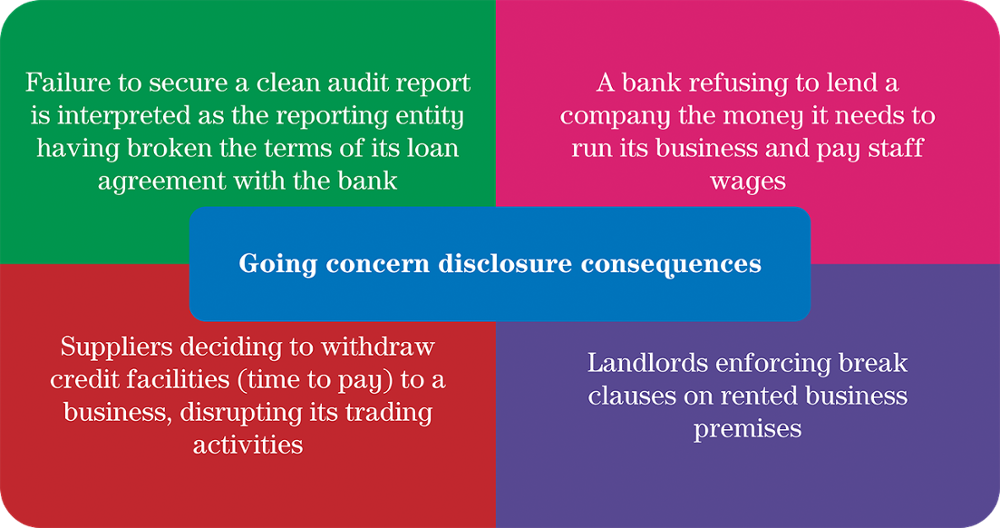 Failure to secure a clean audit report
is interpreted as the reporting entity
having broken the terms of its loan
agreement with the bank
A bank refusing to lend a
company the money it needs to
run its business and pay staff
wages
Going concern disclosure consequences
Suppliers deciding to withdraw
credit facilities (time to pay) to a
business, disrupting its trading
activities
Landlords enforcing break
clauses on rented business
premises